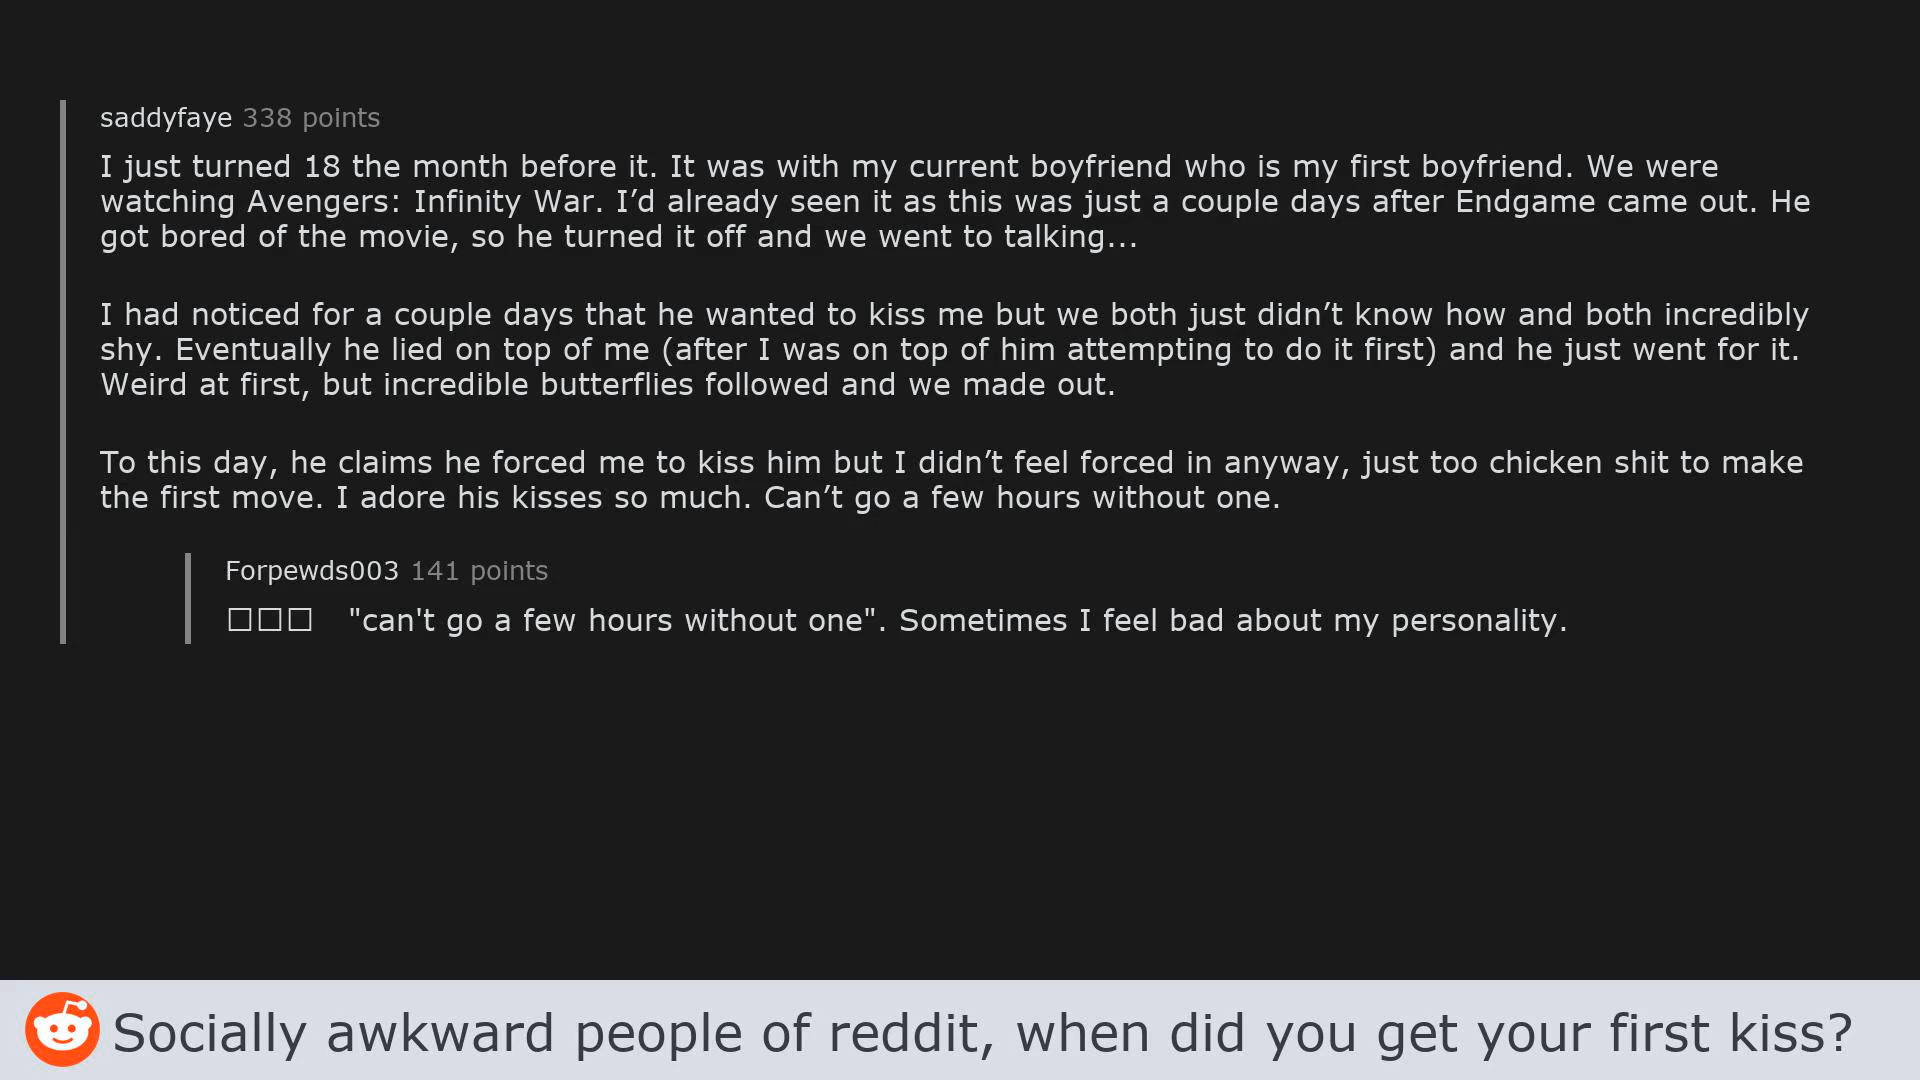 saddyfaye 338 points
I just turned 18 the month before it. It was with my current boyfriend who is my first boyfriend. We were
watching Avengers: Infinity War. I’d already seen it as this was just a couple days after Endgame came out. He
got bored of the movie, so he turned it off and we went to talking…
I had noticed for a couple days that he wanted to kiss me but we both just didn’t know how and both incredibly
shy. Eventually he lied on top of me (after I was on top of him attempting to do it first) and he just went for it.
Weird at first, but incredible butterflies followed and we made out.
To this day, he claims he forced me to kiss him but I didn’t feel forced in anyway, just too chicken shit to make
the first move. I adore his kisses so much. Can’t go a few hours without one.
Forpewds003 141 points
□□□ "can't go a few hours without one". Sometimes I feel bad about my personality.
Socially awkward people of reddit, when did you get your first kiss?